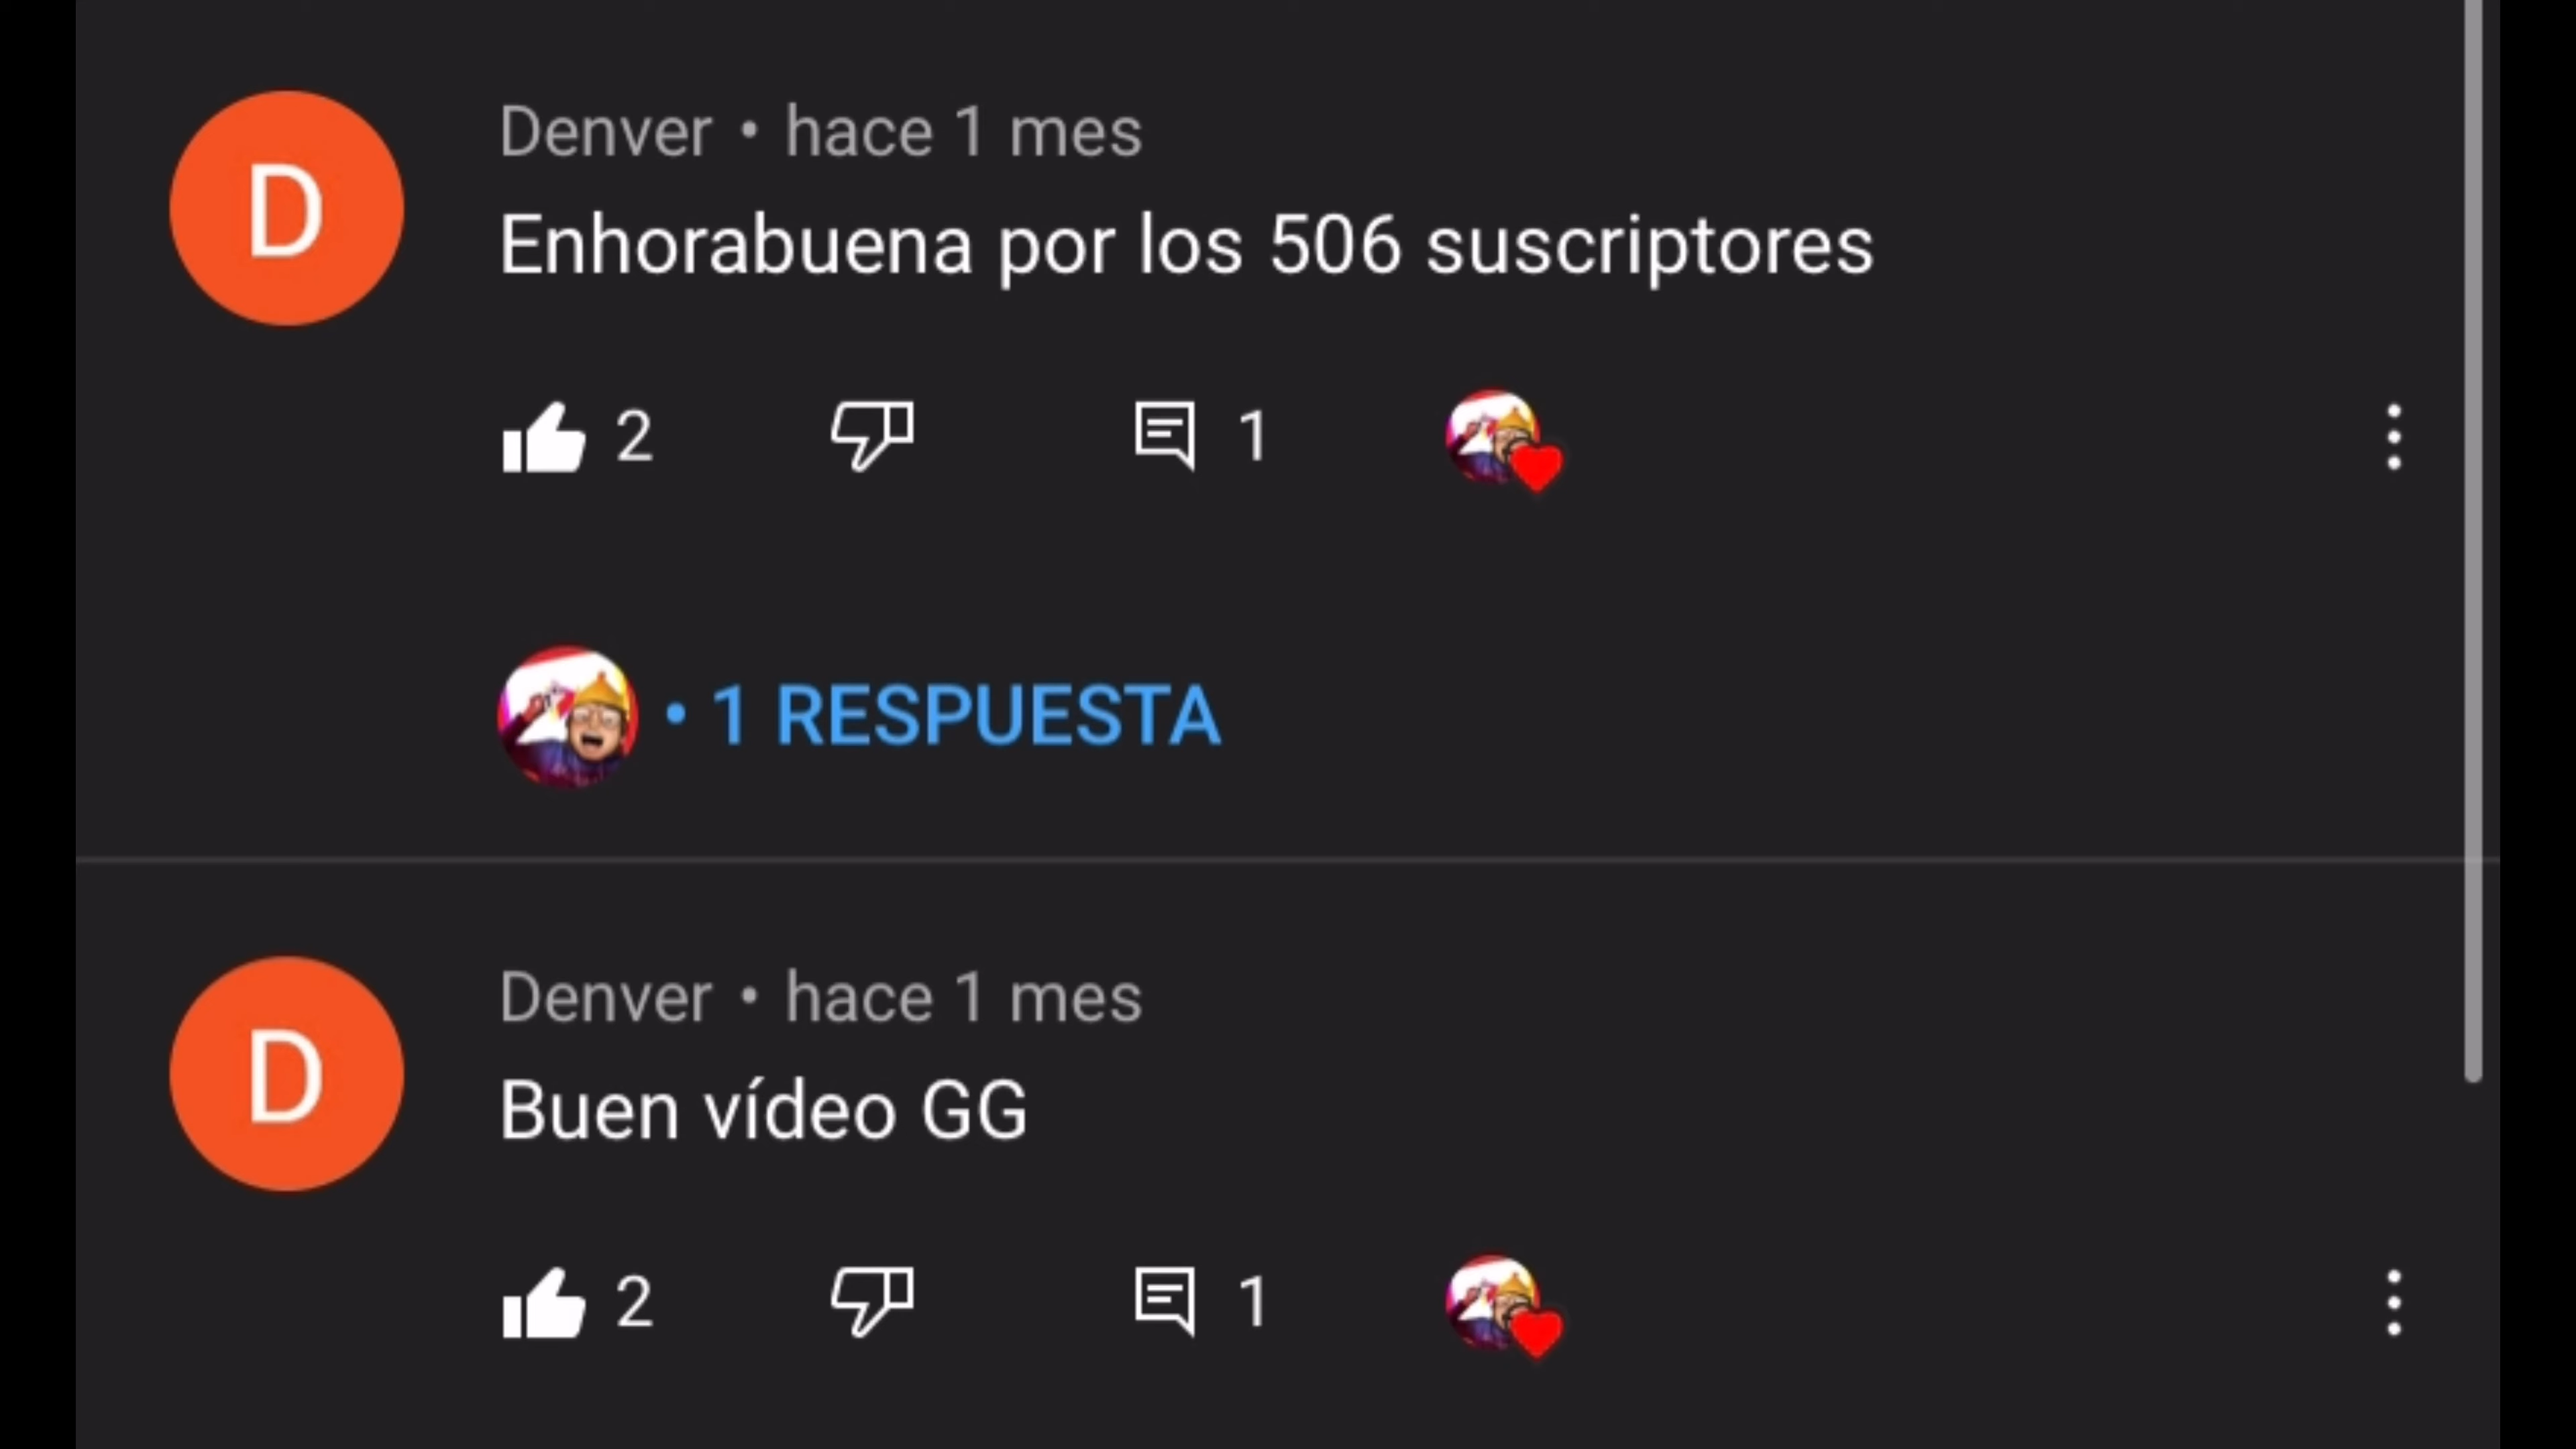 D
Denver • hace 1 mes
Enhorabuena por los 506 suscriptores
2 1
• 1 RESPUESTA
D
Denver • hace 1 mes
Buen vídeo GG
2 1